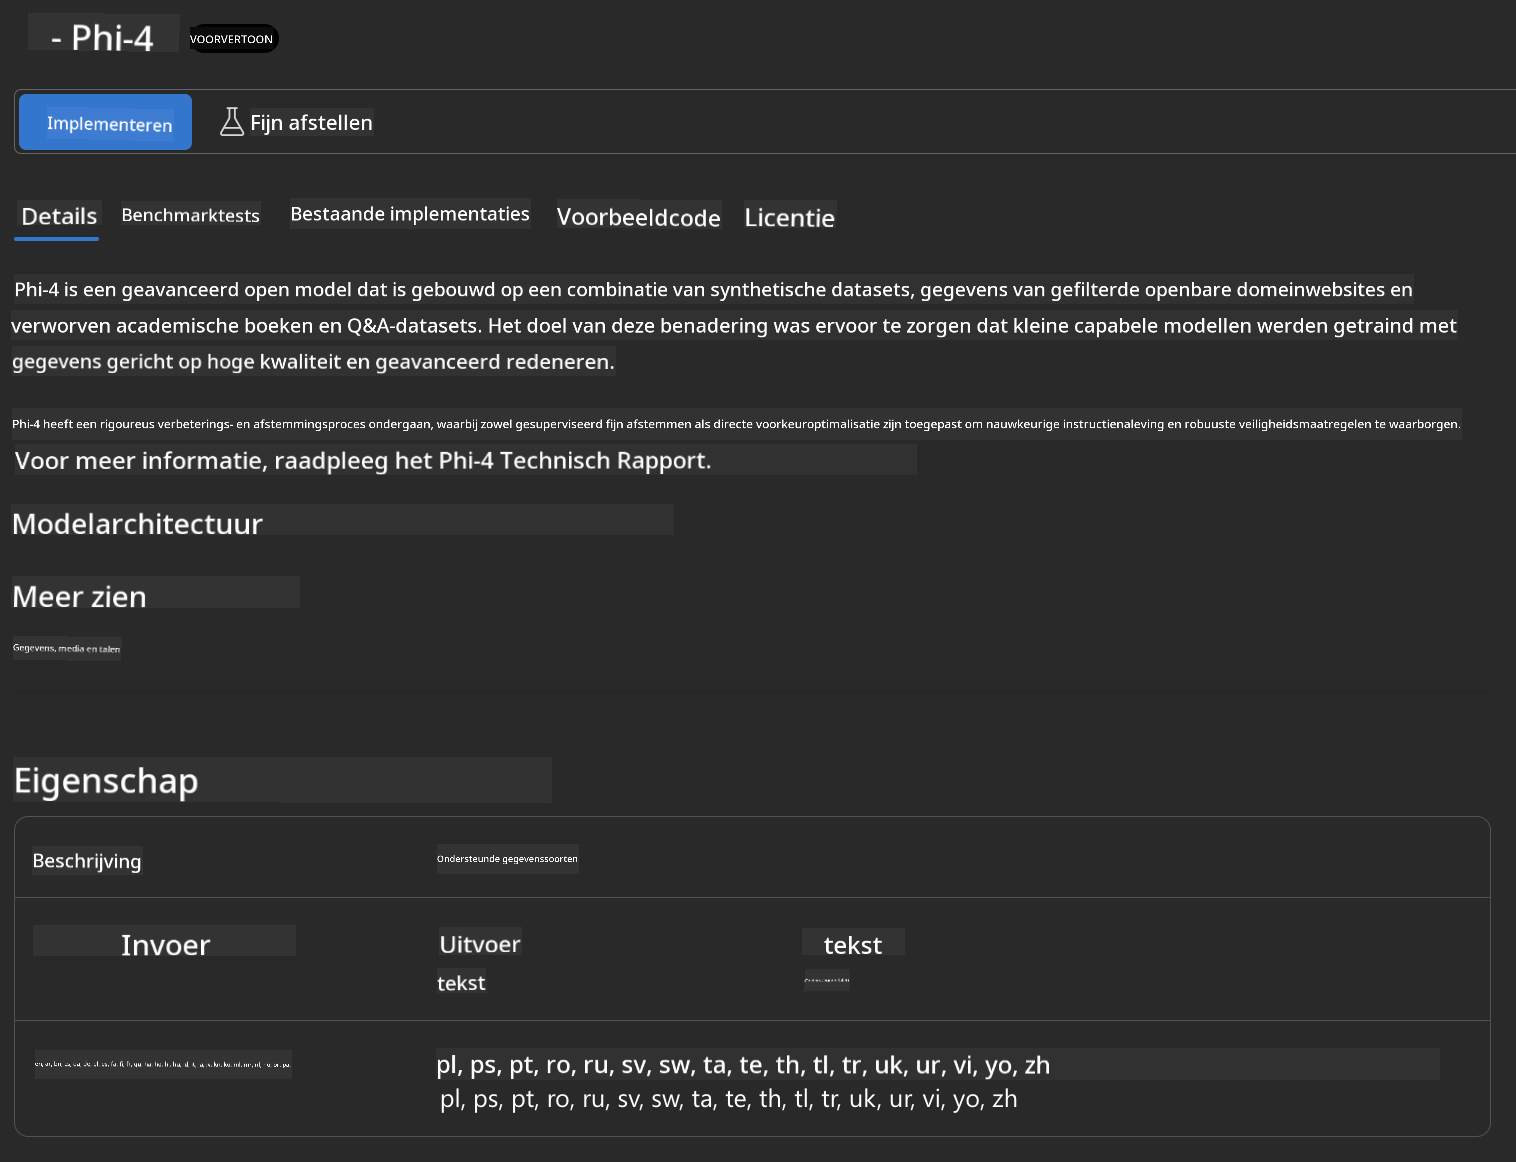 - Phi-4
VOORVERTOON
Implementeren
Fijn afstellen
Details
Benchmarktests
Bestaande implementaties
Voorbeeldcode
Licentie
Phi-4 is een geavanceerd open model dat is gebouwd op een combinatie van synthetische datasets, gegevens van gefilterde openbare domeinwebsites en
verworven academische boeken en Q&A-datasets. Het doel van deze benadering was ervoor te zorgen dat kleine capabele modellen werden getraind met
gegevens gericht op hoge kwaliteit en geavanceerd redeneren.
Phi-4 heeft een rigoureus verbeterings- en afstemmingsproces ondergaan, waarbij zowel gesuperviseerd fijn afstemmen als directe voorkeuroptimalisatie zijn toegepast om nauwkeurige instructienaleving en robuuste veiligheidsmaatregelen te waarborgen.
Voor meer informatie, raadpleeg het Phi-4 Technisch Rapport.
Modelarchitectuur
Meer zien
Gegevens, media en talen
Eigenschap
Beschrijving
Ondersteunde gegevenssoorten
Invoer
Uitvoer
tekst
tekst
pl, ps, pt, ro, ru, sv, sw, ta, te, th, tl, tr, uk, ur, vi, yo, zh
pl, ps, pt, ro, ru, sv, sw, ta, te, th, tl, tr, uk, ur, vi, yo, zh